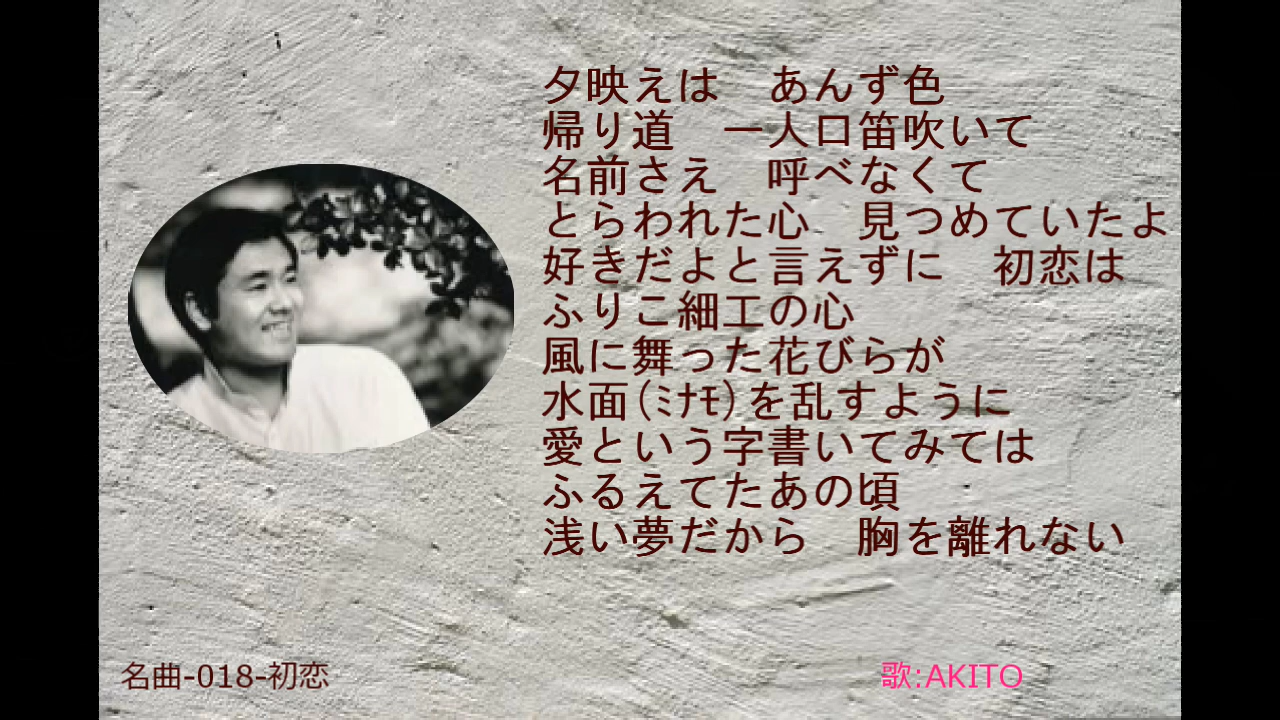 夕映えは　あんず色
帰り道　一人口笛吹いて
名前さえ　呼べなくて
とらわれた心　見つめていたよ
好きだよと言えずに　初恋は
ふりこ細工の心
風に舞った花びらが
水面(ﾐﾅﾓ)を乱すように
愛という字書いてみては
ふるえてたあの頃
浅い夢だから　胸を離れない
名曲-018-初恋
歌:AKITO